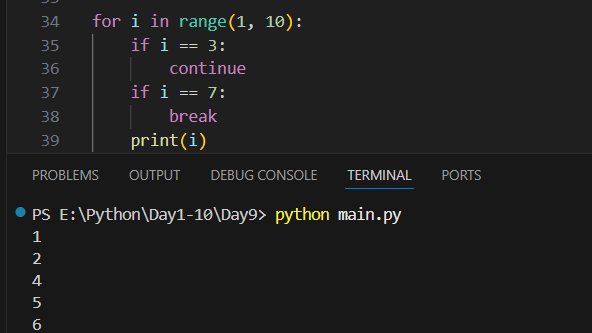 34 for i in range(1, 10):
35     if i == 3:
36         continue
37     if i == 7:
38         break
39     print(i)
PROBLEMS OUTPUT DEBUG CONSOLE TERMINAL PORTS
PS E:\Python\Day1-10\Day9> python main.py
1
2
4
5
6